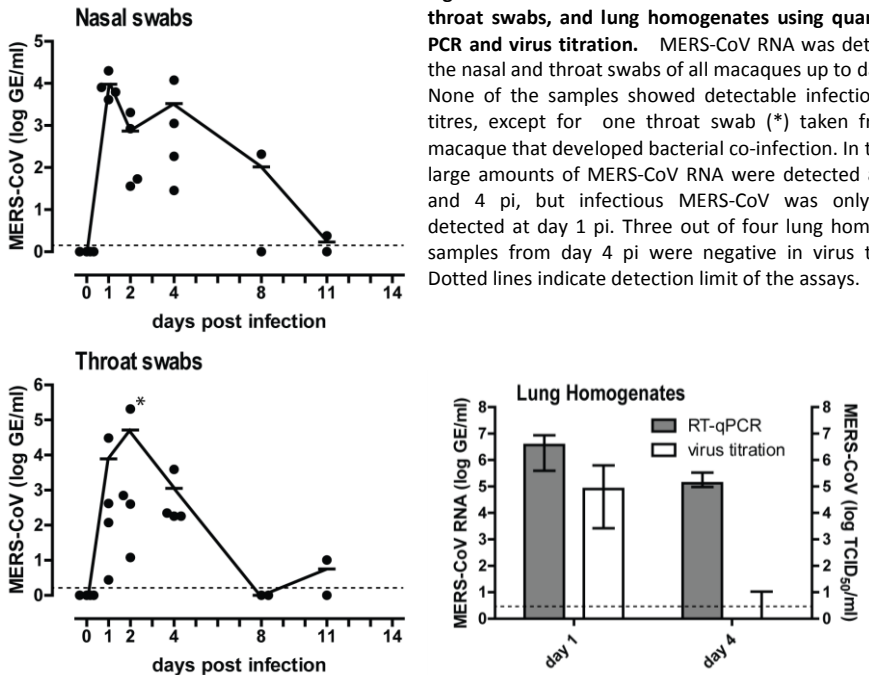 Nasal swabs
MERS-CoV (log GE/ml)
5
4
3
2
1
0
0 1 2 4 8 11 14
days post infection
throat swabs, and lung homogenates using quan
PCR and virus titration. MERS-CoV RNA was det
the nasal and throat swabs of all macaques up to da
None of the samples showed detectable infectio
titres, except for one throat swab (*) taken fr
macaque that developed bacterial co-infection. In t
large amounts of MERS-CoV RNA were detected a
and 4 pi, but infectious MERS-CoV was only
detected at day 1 pi. Three out of four lung hom
samples from day 4 pi were negative in virus t
Dotted lines indicate detection limit of the assays.
Throat swabs
MERS-CoV (log GE/ml)
6
5
4
3
2
1
0
*
0 1 2 4 8 11 14
days post infection
Lung Homogenates
MERS-CoV RNA (log GE/ml)
8
7
6
5
4
3
2
1
0
RT-qPCR
virus titration
8
7
6
5
4
3
2
1
0
MERS-CoV (log TCID50/ml)
day 1
day 4